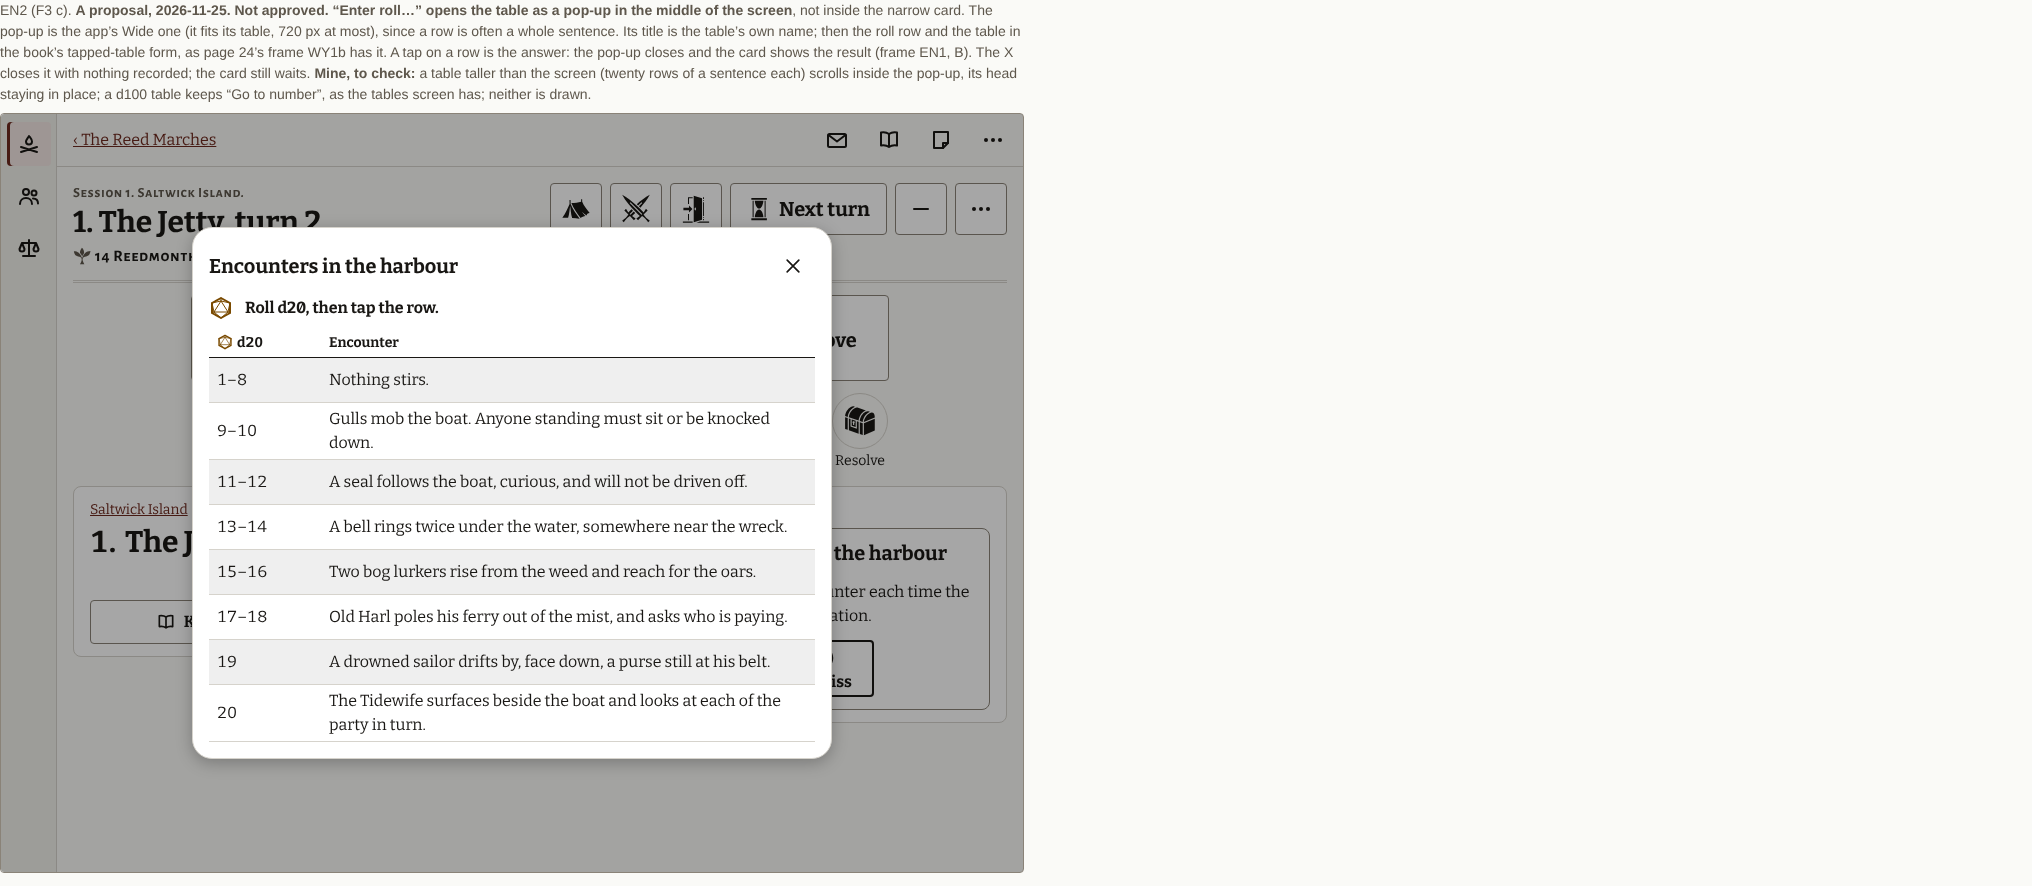 EN2 (F3 c). A proposal, 2026-11-25. Not approved. “Enter roll…” opens the table as a pop-up in the middle of the screen, not inside the narrow card. The
pop-up is the app’s Wide one (it fits its table, 720 px at most), since a row is often a whole sentence. Its title is the table’s own name; then the roll row and the table in
the book’s tapped-table form, as page 24’s frame WY1b has it. A tap on a row is the answer: the pop-up closes and the card shows the result (frame EN1, B). The X
closes it with nothing recorded; the card still waits. Mine, to check: a table taller than the screen (twenty rows of a sentence each) scrolls inside the pop-up, its head
staying in place; a d100 table keeps “Go to number”, as the tables screen has; neither is drawn.
‹ The Reed Marches
Session 1. Saltwick Island.
1. The Jetty, turn 2
Next turn
14 Reedmonth
Encounters in the harbour
Roll d20, then tap the row.
d20 Encounter
1–8 Nothing stirs.
9–10 Gulls mob the boat. Anyone standing must sit or be knocked
down.
11–12 A seal follows the boat, curious, and will not be driven off.
13–14 A bell rings twice under the water, somewhere near the wreck.
15–16 Two bog lurkers rise from the weed and reach for the oars.
17–18 Old Harl poles his ferry out of the mist, and asks who is paying.
19 A drowned sailor drifts by, face down, a purse still at his belt.
20 The Tidewife surfaces beside the boat and looks at each of the
party in turn.
ove
Resolve
Saltwick Island
1. The J
K
the harbour
nter each time the
ation.
iss